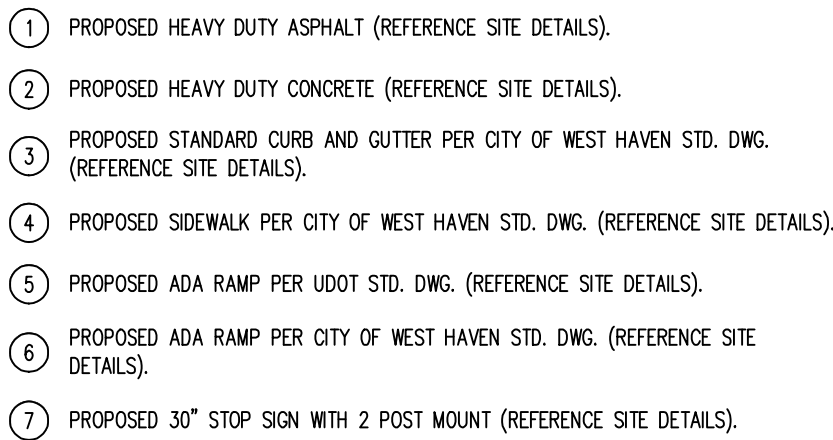 1 PROPOSED HEAVY DUTY ASPHALT (REFERENCE SITE DETAILS).
2 PROPOSED HEAVY DUTY CONCRETE (REFERENCE SITE DETAILS).
3 PROPOSED STANDARD CURB AND GUTTER PER CITY OF WEST HAVEN STD. DWG.
(REFERENCE SITE DETAILS).
4 PROPOSED SIDEWALK PER CITY OF WEST HAVEN STD. DWG. (REFERENCE SITE DETAILS).
5 PROPOSED ADA RAMP PER UDOT STD. DWG. (REFERENCE SITE DETAILS).
6 PROPOSED ADA RAMP PER CITY OF WEST HAVEN STD. DWG. (REFERENCE SITE
DETAILS).
7 PROPOSED 30" STOP SIGN WITH 2 POST MOUNT (REFERENCE SITE DETAILS).